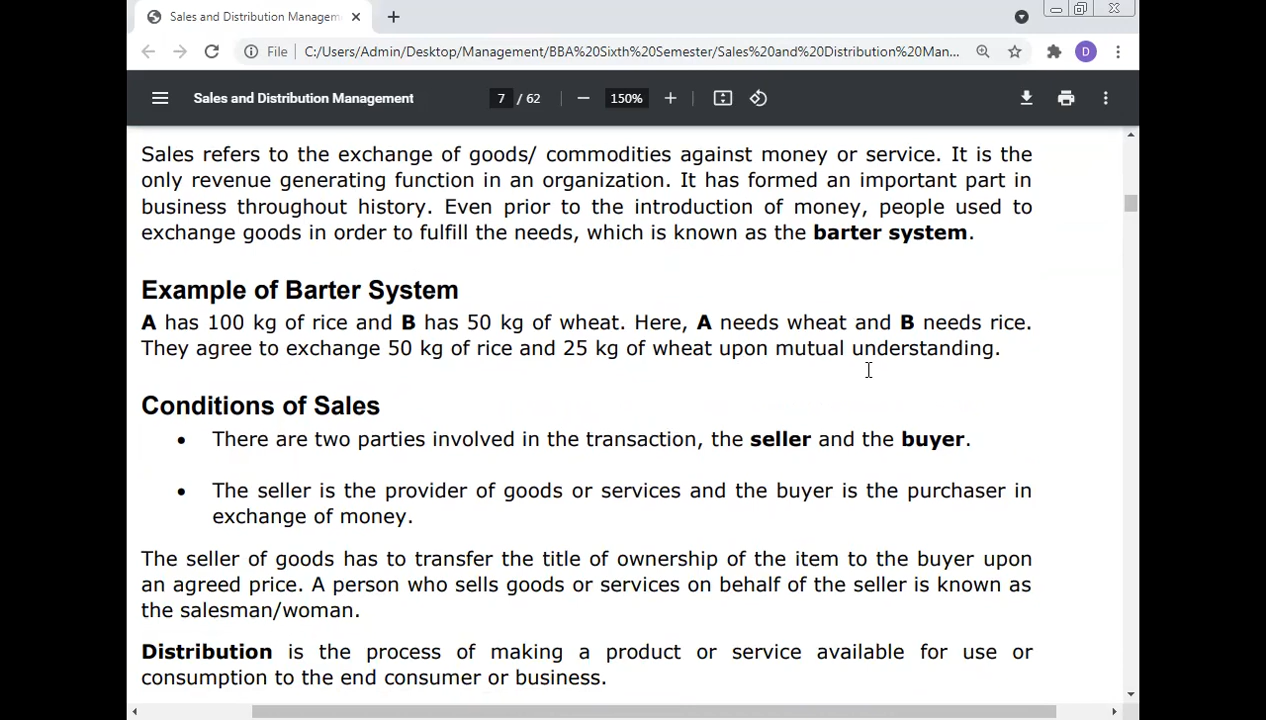 Sales and Distribution Managem
File C:/Users/Admin/Desktop/Management/BBA%20Sixth%20Semester/Sales%20and%20Distribution%20Man...
D
Sales and Distribution Management 7 / 62 150%
Sales refers to the exchange of goods/ commodities against money or service. It is the
only revenue generating function in an organization. It has formed an important part in
business throughout history. Even prior to the introduction of money, people used to
exchange goods in order to fulfill the needs, which is known as the barter system.
Example of Barter System
A has 100 kg of rice and B has 50 kg of wheat. Here, A needs wheat and B needs rice.
They agree to exchange 50 kg of rice and 25 kg of wheat upon mutual understanding.
Conditions of Sales
• There are two parties involved in the transaction, the seller and the buyer.
• The seller is the provider of goods or services and the buyer is the purchaser in
exchange of money.
The seller of goods has to transfer the title of ownership of the item to the buyer upon
an agreed price. A person who sells goods or services on behalf of the seller is known as
the salesman/woman.
Distribution is the process of making a product or service available for use or
consumption to the end consumer or business.